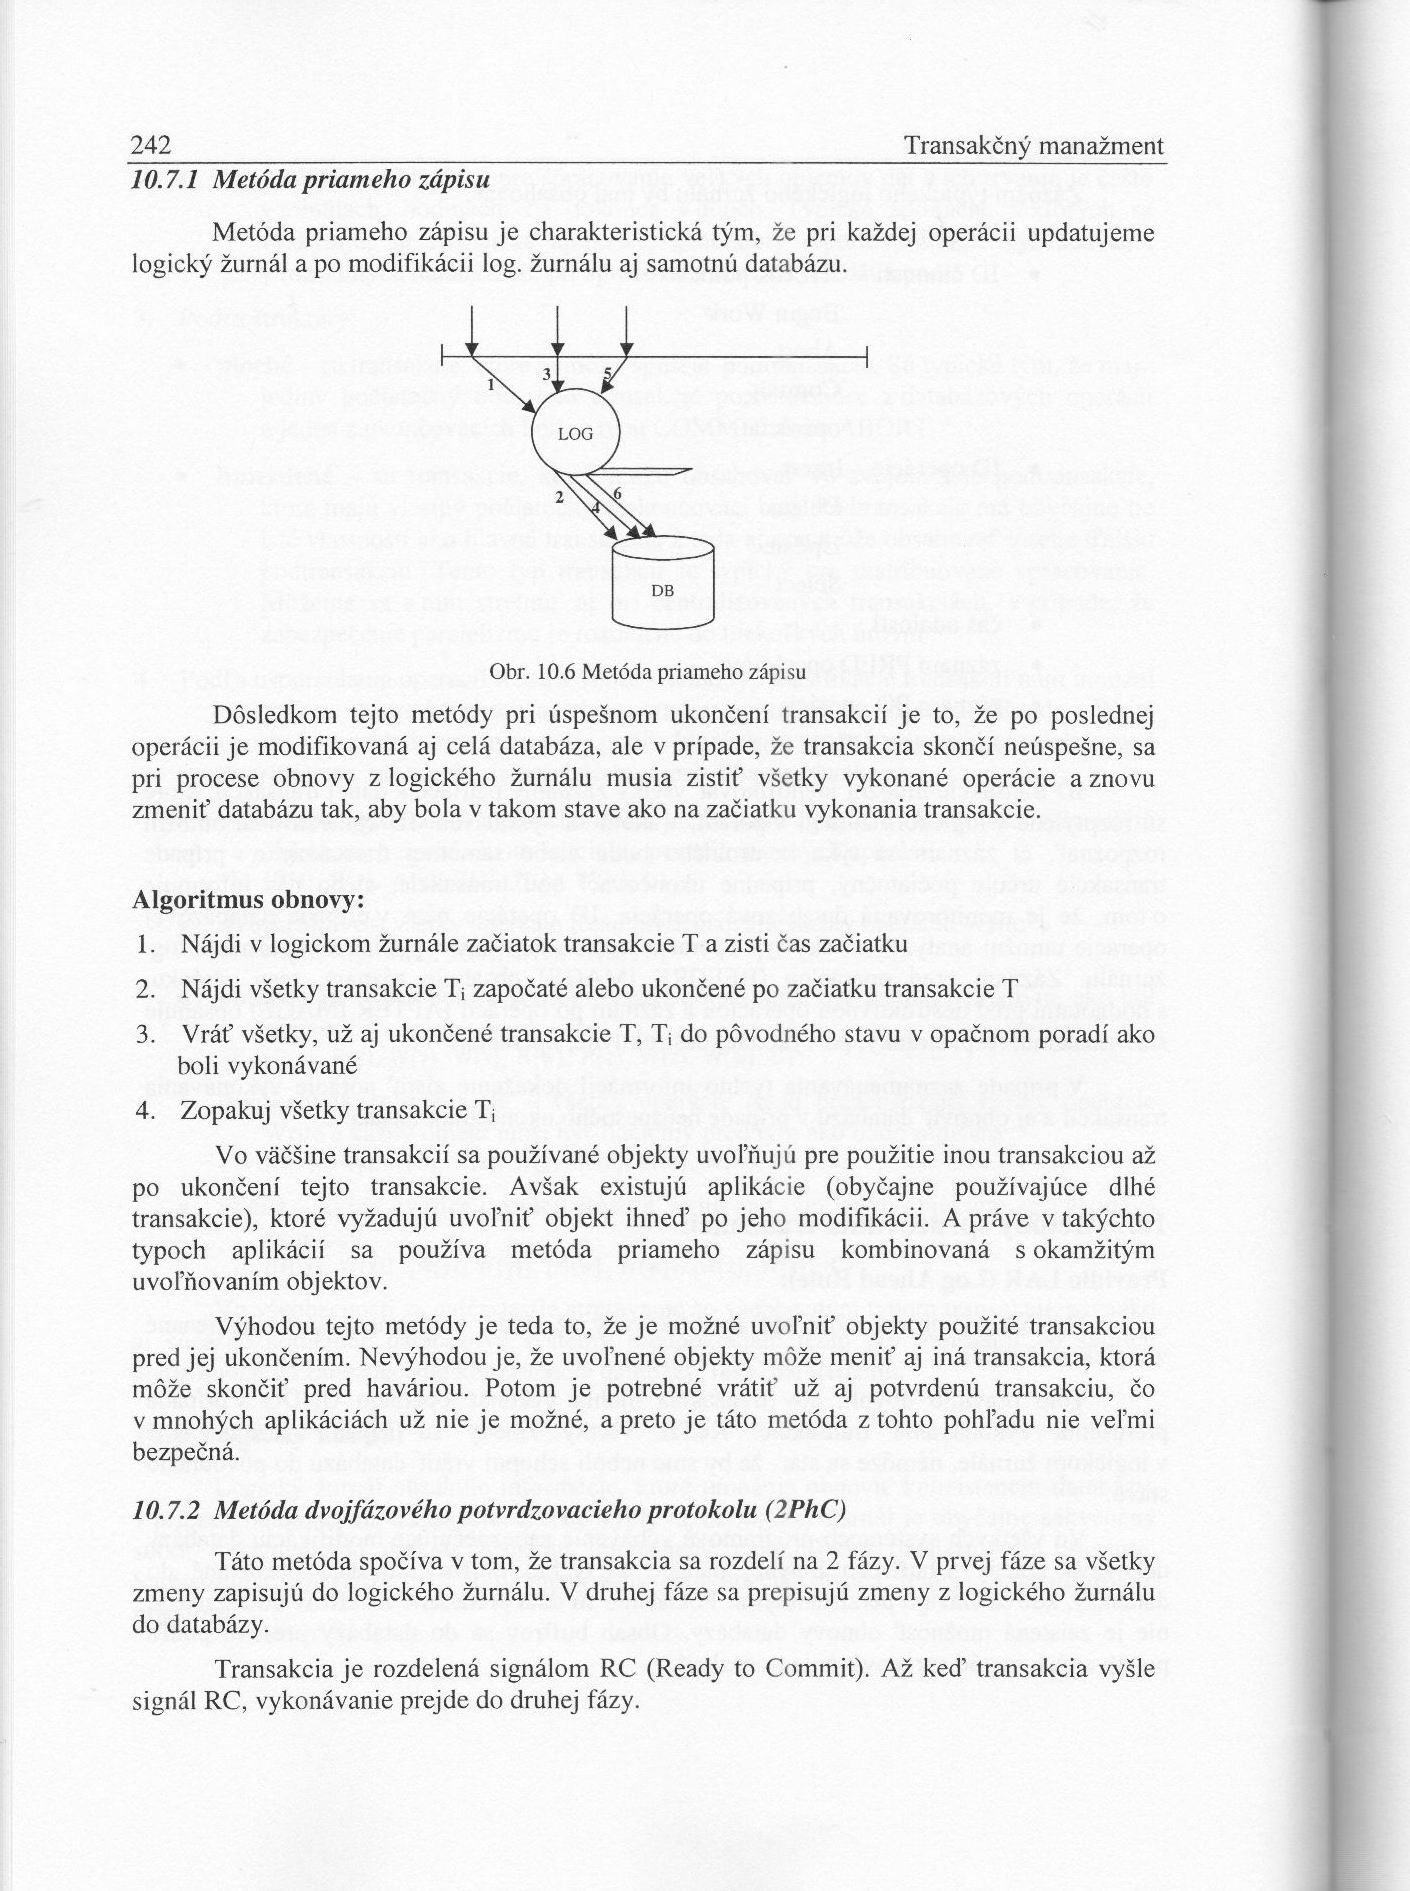 242 Transakčný manažment
10.7.1 Metóda priameho zápisu
Metóda priameho zápisu je charakteristická tým, že pri každej operácii updatujeme
logický žurnál a po modifikácii log. žurnálu aj samotnú databázu.
1 3 5
LOG
2 4 6
DB
Obr. 10.6 Metóda priameho zápisu
Dôsledkom tejto metódy pri úspešnom ukončení transakcií je to, že po poslednej
operácii je modifikovaná aj celá databáza, ale v prípade, že transakcia skončí neúspešne, sa
pri procese obnovy z logického žurnálu musia zistiť všetky vykonané operácie a znovu
zmeniť databázu tak, aby bola v takom stave ako na začiatku vykonania transakcie.
Algoritmus obnovy:
1. Nájdi v logickom žurnále začiatok transakcie T a zisti čas začiatku
2. Nájdi všetky transakcie Ti započaté alebo ukončené po začiatku transakcie T
3. Vráť všetky, už aj ukončené transakcie T, Ti do pôvodného stavu v opačnom poradí ako
boli vykonávané
4. Zopakuj všetky transakcie Ti
Vo väčšine transakcií sa používané objekty uvoľňujú pre použitie inou transakciou až
po ukončení tejto transakcie. Avšak existujú aplikácie (obyčajne používajúce dlhé
transakcie), ktoré vyžadujú uvoľniť objekt ihneď po jeho modifikácii. A práve v takýchto
typoch aplikácií sa používa metóda priameho zápisu kombinovaná s okamžitým
uvoľňovaním objektov.
Výhodou tejto metódy je teda to, že je možné uvoľniť objekty použité transakciou
pred jej ukončením. Nevýhodou je, že uvoľnené objekty môže meniť aj iná transakcia, ktorá
môže skončiť pred haváriou. Potom je potrebné vrátiť už aj potvrdenú transakciu, čo
v mnohých aplikáciách už nie je možné, a preto je táto metóda z tohto pohľadu nie veľmi
bezpečná.
10.7.2 Metóda dvojfázového potvrdzovacieho protokolu (2PhC)
Táto metóda spočíva v tom, že transakcia sa rozdelí na 2 fázy. V prvej fáze sa všetky
zmeny zapisujú do logického žurnálu. V druhej fáze sa prepisujú zmeny z logického žurnálu
do databázy.
Transakcia je rozdelená signálom RC (Ready to Commit). Až keď transakcia vyšle
signál RC, vykonávanie prejde do druhej fázy.